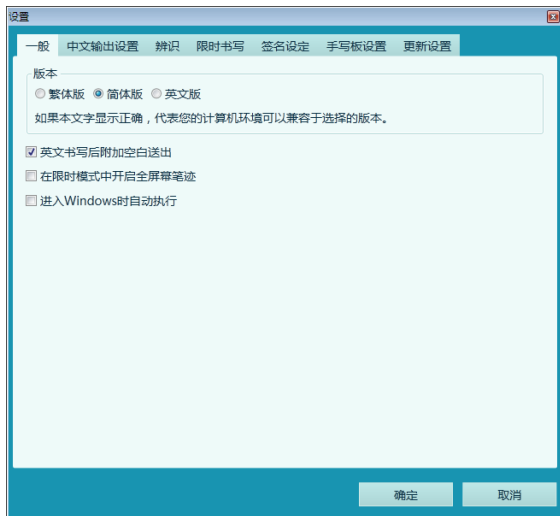 设置
一般 中文输出设置 辨识 限时书写 签名设定 手写板设置 更新设置
版本
繁体版 简体版 英文版
如果本文字显示正确，代表您的计算机环境可以兼容于选择的版本。
英文书写后附加空白送出
在限时模式中开启全屏幕笔迹
进入Windows时自动执行
确定 取消